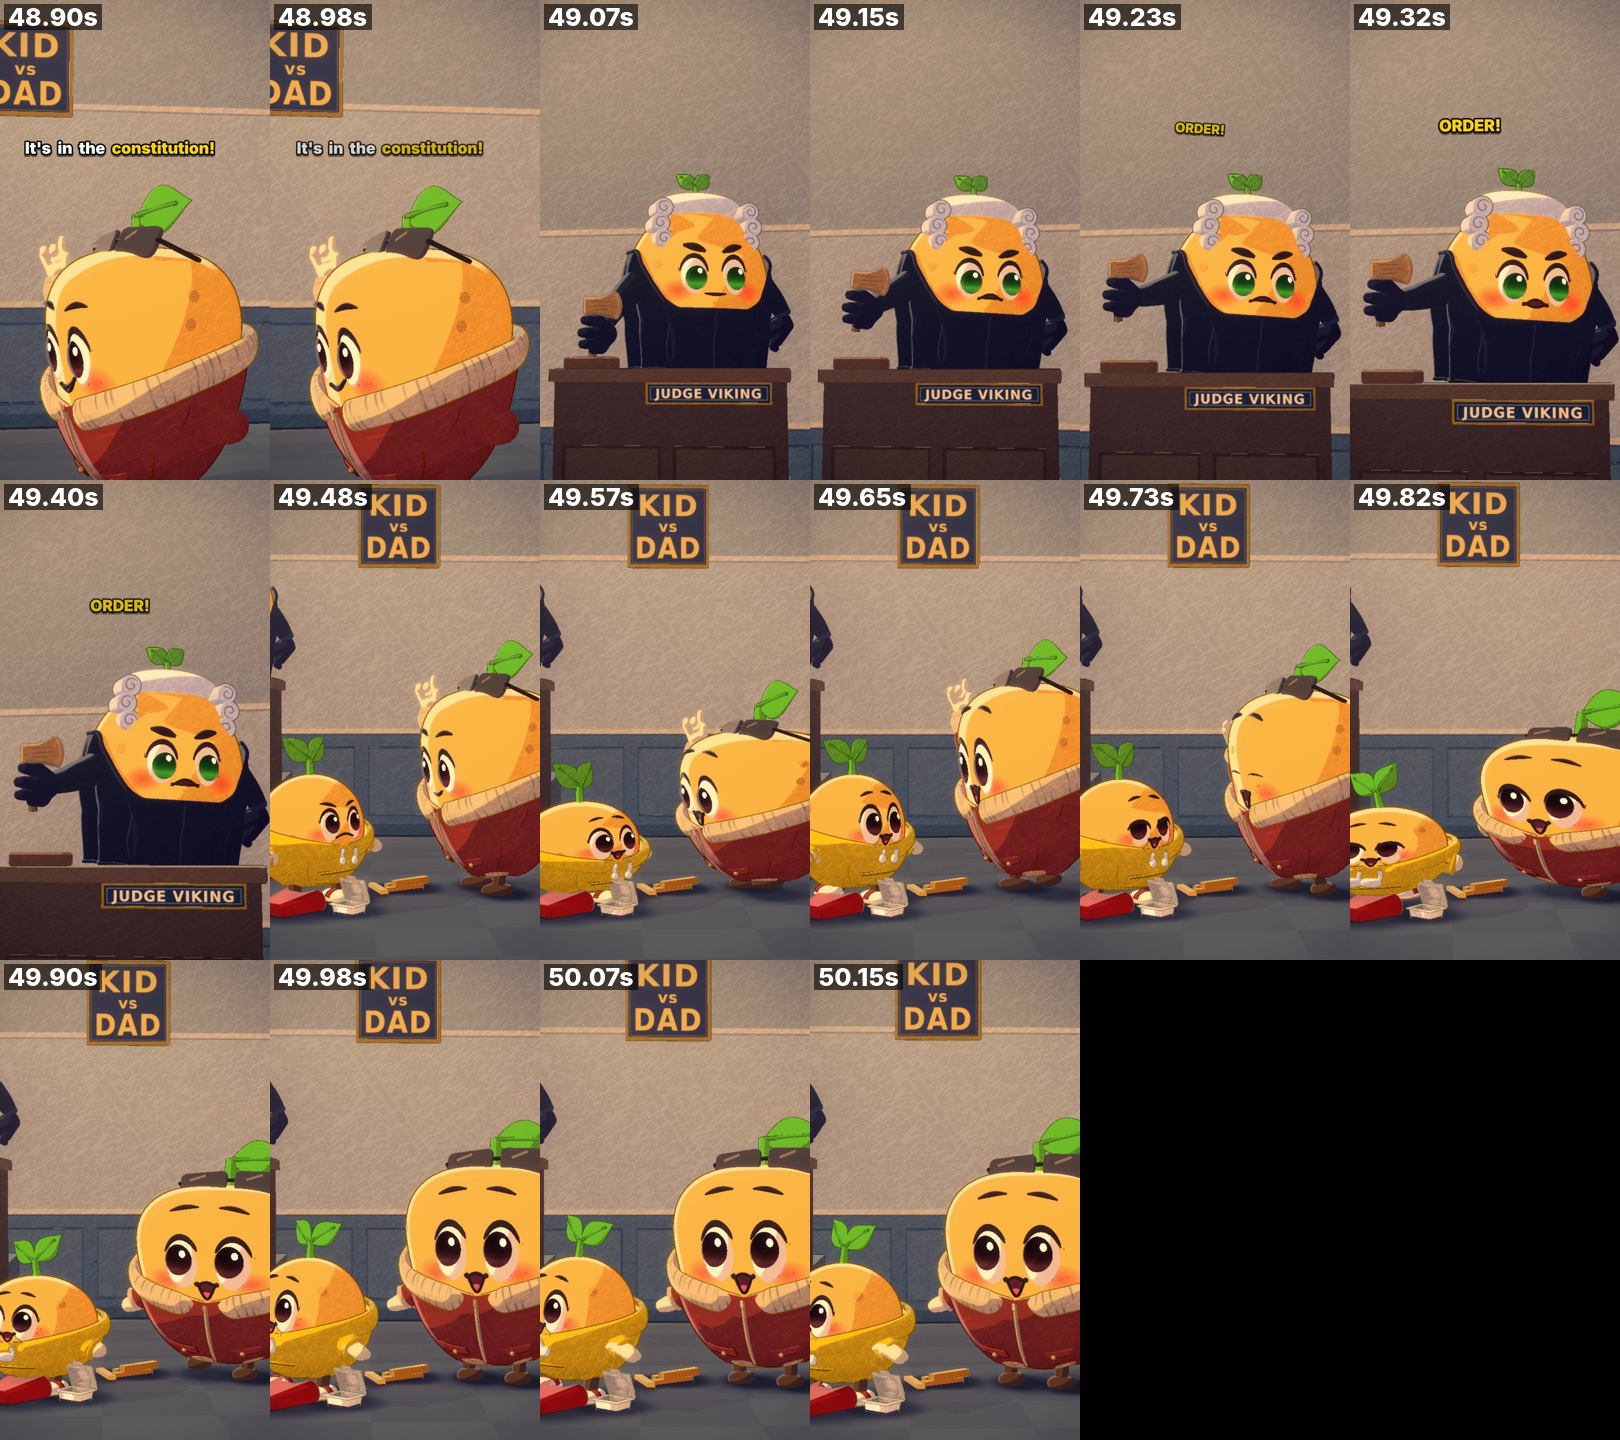 48.90s
KID
VS
DAD
It's in the constitution!
48.98s
KID
VS
DAD
It's in the constitution!
49.07s
JUDGE VIKING
49.15s
JUDGE VIKING
49.23s
ORDER!
JUDGE VIKING
49.32s
ORDER!
JUDGE VIKING
49.40s
ORDER!
JUDGE VIKING
49.48s
KID
VS
DAD
49.57s
KID
VS
DAD
49.65s
KID
VS
DAD
49.73s
KID
VS
DAD
49.82s
KID
VS
DAD
49.90s
KID
VS
DAD
49.98s
KID
VS
DAD
50.07s
KID
VS
DAD
50.15s
KID
VS
DAD